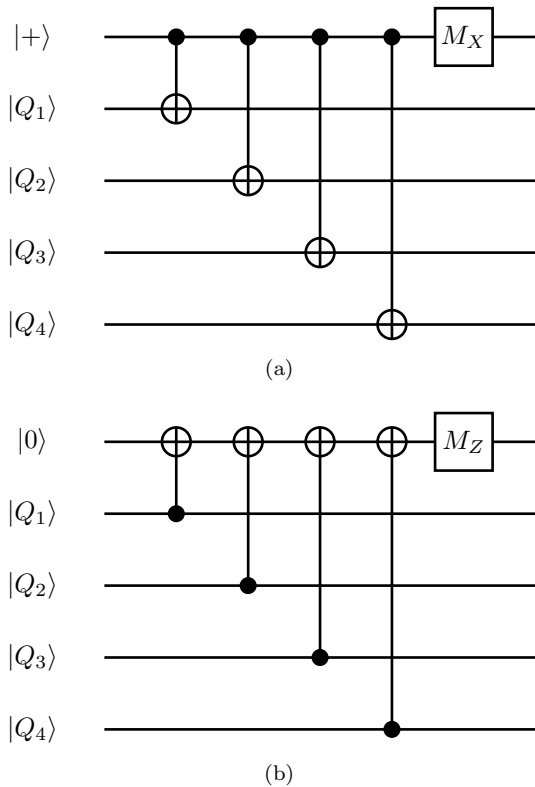 |+⟩ M_X
|Q_1⟩
|Q_2⟩
|Q_3⟩
|Q_4⟩
(a)
|0⟩ M_Z
|Q_1⟩
|Q_2⟩
|Q_3⟩
|Q_4⟩
(b)